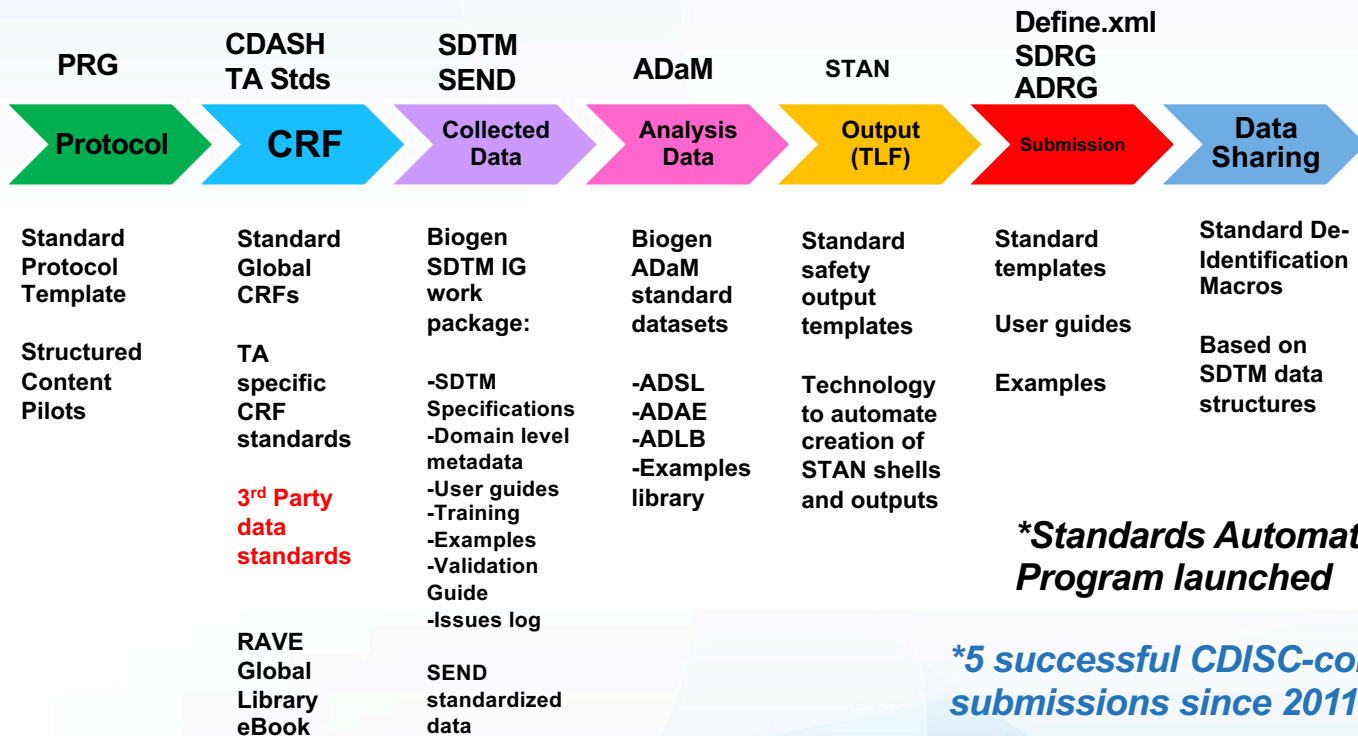 PRG
CDASH
TA Stds
SDTM
SEND
ADaM
STAN
Define.xml
SDRG
ADRG
Protocol
CRF
Collected
Data
Analysis
Data
Output
(TLF)
Submission
Data
Sharing
Standard
Protocol
Template
Structured
Content
Pilots
Standard
Global
CRFs
TA
specific
CRF
standards
3rd Party
data
standards
RAVE
Global
Library
eBook
Biogen
SDTM IG
work
package:
-SDTM
Specifications
-Domain level
metadata
-User guides
-Training
-Examples
-Validation
Guide
-Issues log
SEND
standardized
data
Biogen
ADaM
standard
datasets
-ADSL
-ADAE
-ADLB
-Examples
library
Standard
safety
output
templates
Technology
to automate
creation of
STAN shells
and outputs
Standard
templates
User guides
Examples
Standard De-
Identification
Macros
Based on
SDTM data
structures
*Standards Automat
Program launched
*5 successful CDISC-co
submissions since 2011